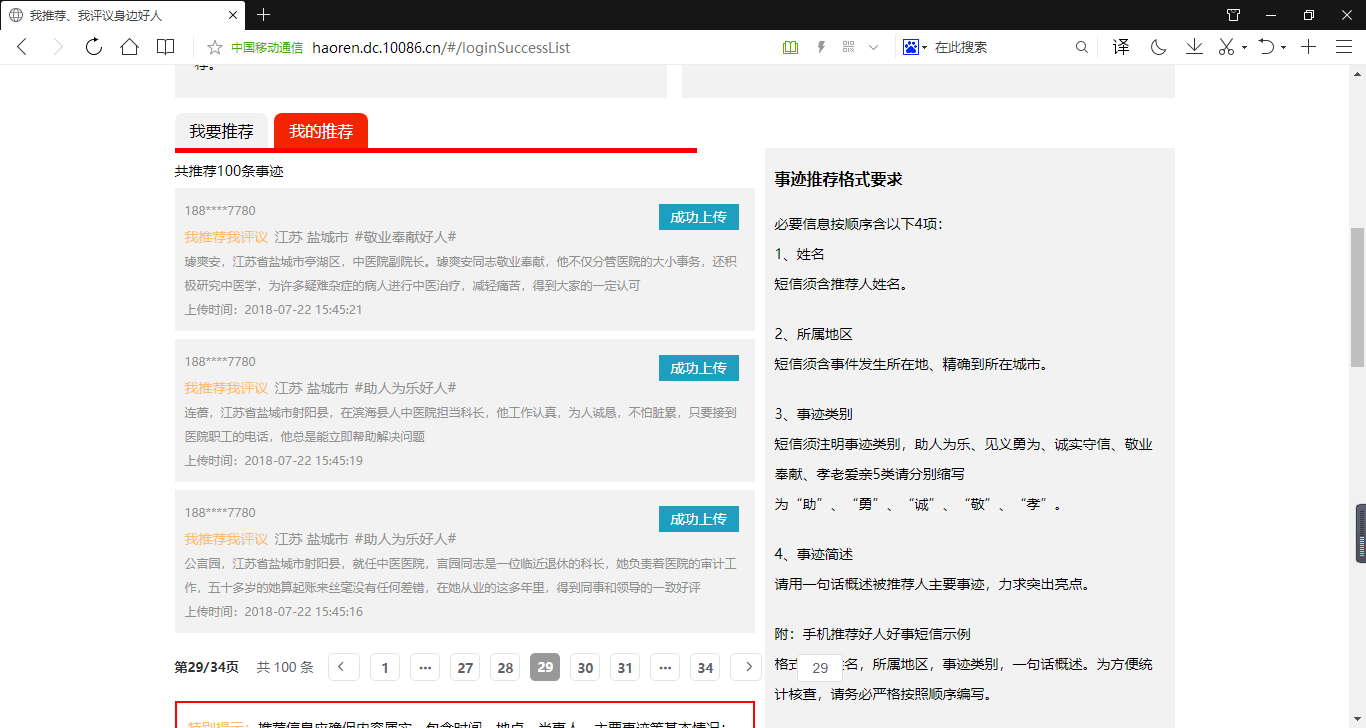 我推荐、我评议身边好人
中国移动通信 haoren.dc.10086.cn/#/loginSuccessList
在此搜索
译
荐。
我要推荐 我的推荐
共推荐100条事迹
188****7780
成功上传
我推荐我评议 江苏 盐城市 #敬业奉献好人#
璩爽安，江苏省盐城市亭湖区，中医院副院长。璩爽安同志敬业奉献，他不仅分管医院的大小事务，还积
极研究中医学，为许多疑难杂症的病人进行中医治疗，减轻痛苦，得到大家的一定认可
上传时间：2018-07-22 15:45:21
188****7780
成功上传
我推荐我评议 江苏 盐城市 #助人为乐好人#
连蓓，江苏省盐城市射阳县，在滨海县人中医院担当科长，他工作认真，为人诚恳，不怕脏累，只要接到
医院职工的电话，他总是能立即帮助解决问题
上传时间：2018-07-22 15:45:19
188****7780
成功上传
我推荐我评议 江苏 盐城市 #助人为乐好人#
公言园，江苏省盐城市射阳县，就任中医医院，言园同志是一位临近退休的科长，她负责着医院的审计工
作，五十多岁的她算起账来丝毫没有任何差错，在她从业的这多年里，得到同事和领导的一致好评
上传时间：2018-07-22 15:45:16
第29/34页 共 100 条 1 ··· 27 28 29 30 31 ··· 34
29
特别提示：推荐信息应确保内容属实，包含时间、地点、当事人、主要事迹等基本情况；
事迹推荐格式要求
必要信息按顺序含以下4项：
1、姓名
短信须含推荐人姓名。
2、所属地区
短信须含事件发生所在地、精确到所在城市。
3、事迹类别
短信须注明事迹类别，助人为乐、见义勇为、诚实守信、敬业
奉献、孝老爱亲5类请分别缩写
为“助”、“勇”、“诚”、“敬”、“孝”。
4、事迹简述
请用一句话概述被推荐人主要事迹，力求突出亮点。
附：手机推荐好人好事短信示例
格式 名，所属地区，事迹类别，一句话概述。为方便统
计核查，请务必严格按照顺序编写。